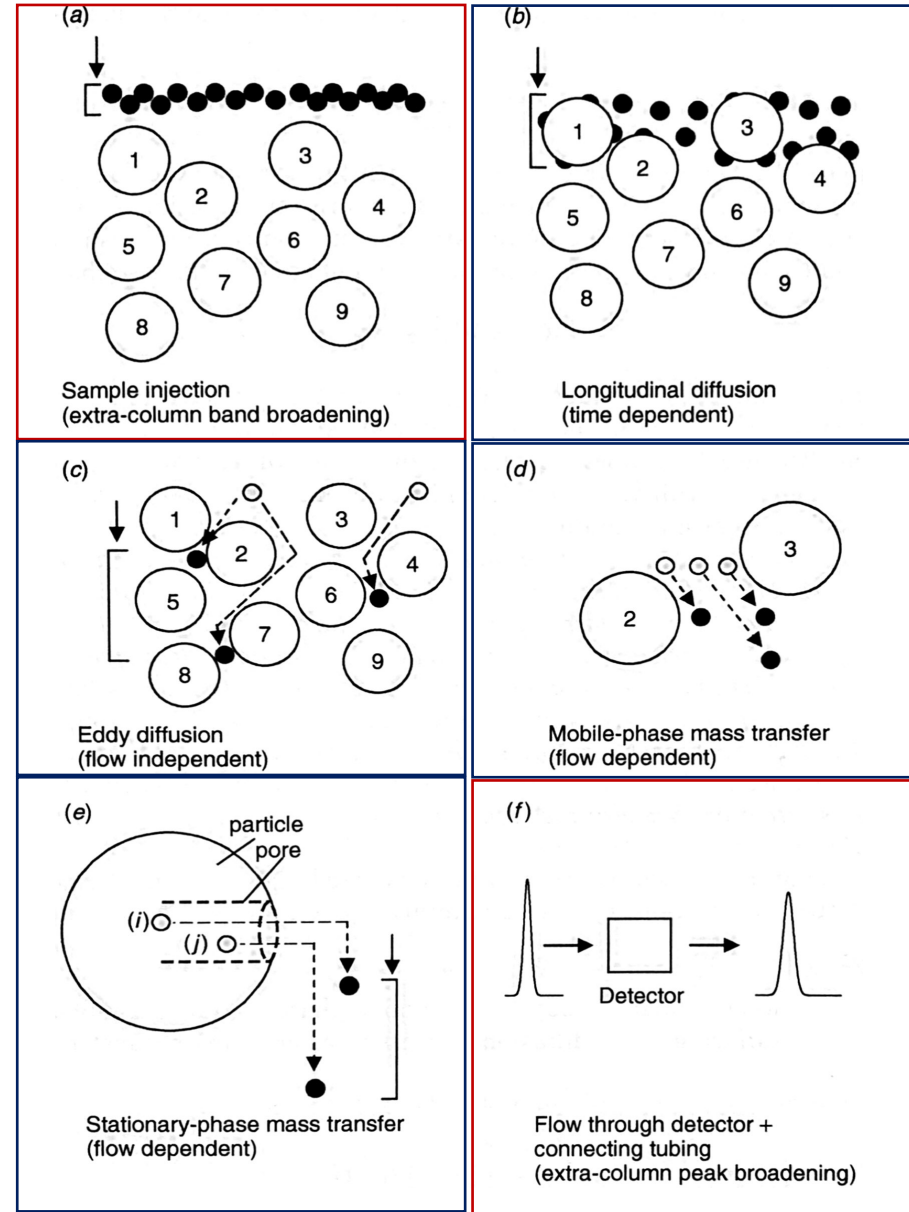 (a)
1
3
2
4
5
6
7
9
8
Sample injection
(extra-column band broadening)
(b)
1
3
2
4
5
6
7
8
9
Longitudinal diffusion
(time dependent)
(c)
1
3
2
4
5
6
7
8
9
Eddy diffusion
(flow independent)
(d)
3
2
Mobile-phase mass transfer
(flow dependent)
(e)
particle
pore
(i)
(j)
Stationary-phase mass transfer
(flow dependent)
(f)
Detector
Flow through detector +
connecting tubing
(extra-column peak broadening)